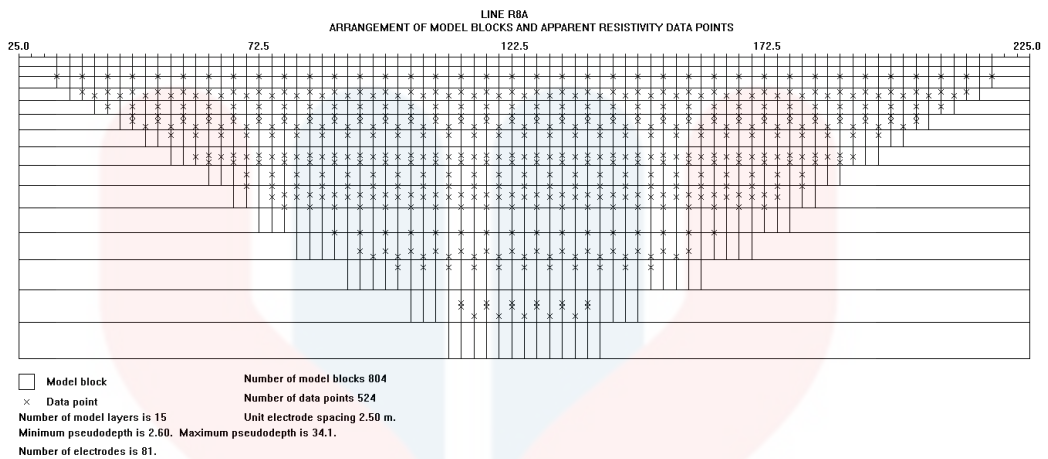 LINE R8A
ARRANGEMENT OF MODEL BLOCKS AND APPARENT RESISTIVITY DATA POINTS
25.0 72.5 122.5 172.5 225.0
Model block Number of model blocks 804
× Data point Number of data points 524
Number of model layers is 15 Unit electrode spacing 2.50 m.
Minimum pseudodepth is 2.60. Maximum pseudodepth is 34.1.
Number of electrodes is 81.